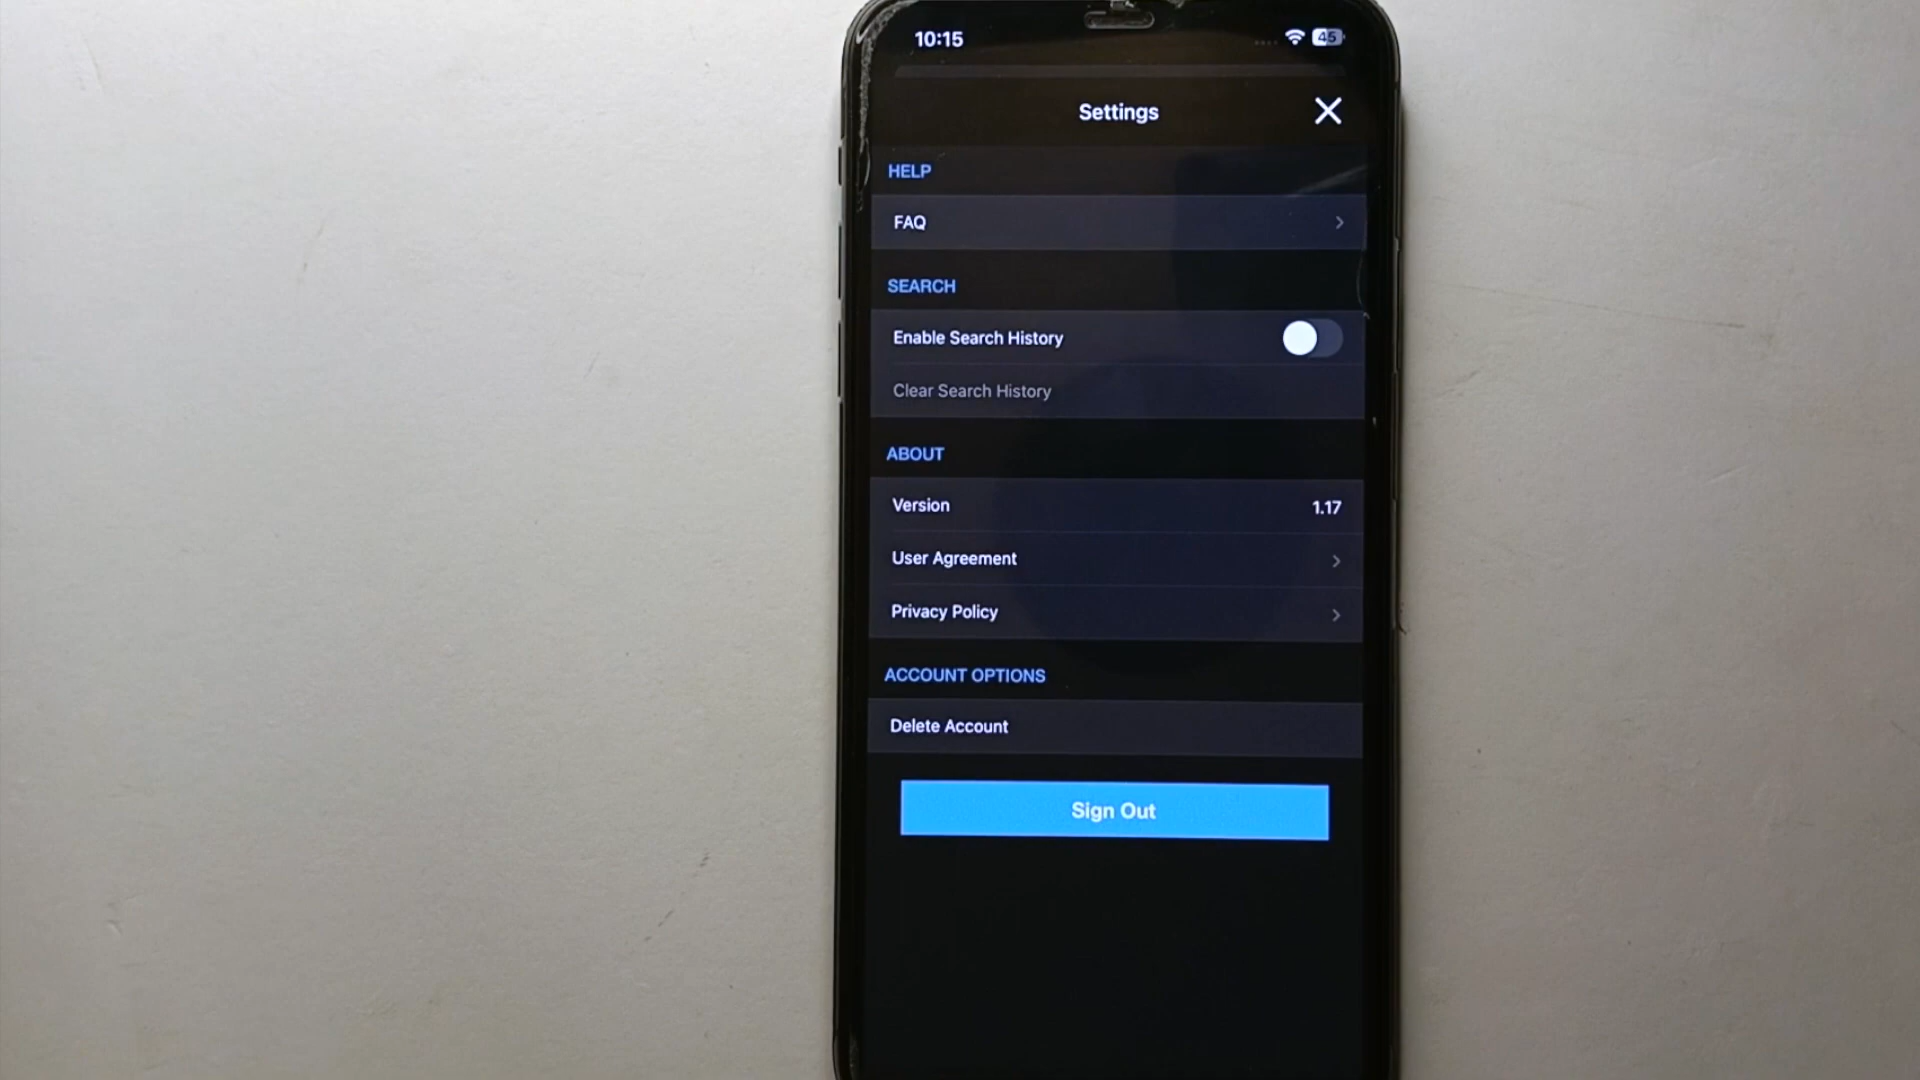 10:15
45
Settings
HELP
FAQ
SEARCH
Enable Search History
Clear Search History
ABOUT
Version 1.17
User Agreement
Privacy Policy
ACCOUNT OPTIONS
Delete Account
Sign Out